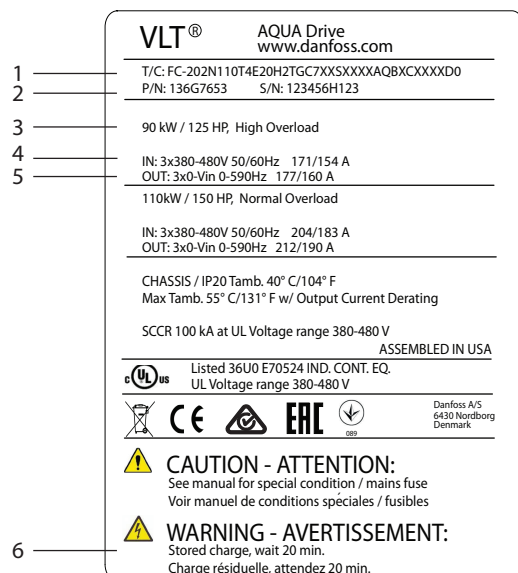 VLT® AQUA Drive
www.danfoss.com
1 T/C: FC-202N110T4E20H2TGC7XXSXXXXAQBXCXXXXD0
2 P/N: 136G7653 S/N: 123456H123
3 90 kW / 125 HP, High Overload
4 IN: 3x380-480V 50/60Hz 171/154 A
5 OUT: 3x0-Vin 0-590Hz 177/160 A
110kW / 150 HP, Normal Overload
IN: 3x380-480V 50/60Hz 204/183 A
OUT: 3x0-Vin 0-590Hz 212/190 A
CHASSIS / IP20 Tamb. 40° C/104° F
Max Tamb. 55° C/131° F w/ Output Current Derating
SCCR 100 kA at UL Voltage range 380-480 V
ASSEMBLED IN USA
c UL us Listed 36U0 E70524 IND. CONT. EQ.
UL Voltage range 380-480 V
CE EAC 089
Danfoss A/S
6430 Nordborg
Denmark
CAUTION - ATTENTION:
See manual for special condition / mains fuse
Voir manuel de conditions spéciales / fusibles
WARNING - AVERTISSEMENT:
6 Stored charge, wait 20 min.
Charge résiduelle, attendez 20 min.